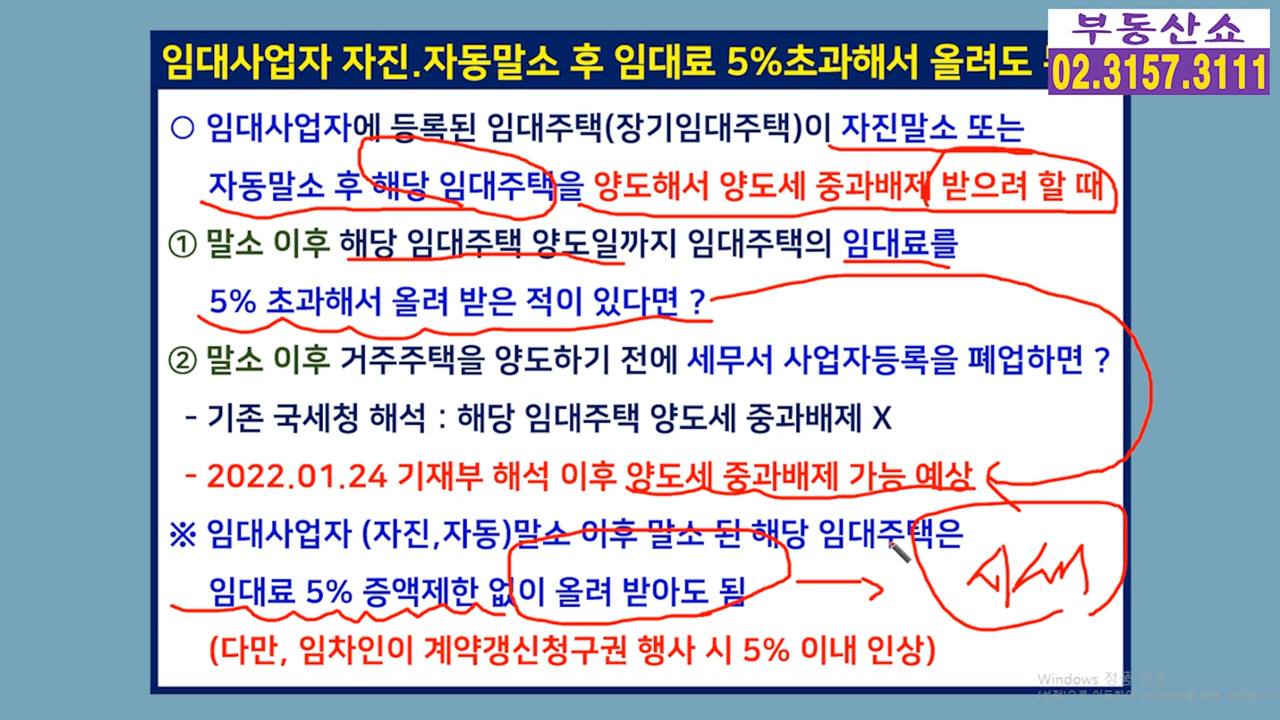 부동산쇼
02.3157.3111
임대사업자 자진.자동말소 후 임대료 5%초과해서 올려도
○ 임대사업자에 등록된 임대주택(장기임대주택)이 자진말소 또는
자동말소 후 해당 임대주택을 양도해서 양도세 중과배제 받으려 할 때
① 말소 이후 해당 임대주택 양도일까지 임대주택의 임대료를
5% 초과해서 올려 받은 적이 있다면 ?
② 말소 이후 거주주택을 양도하기 전에 세무서 사업자등록을 폐업하면 ?
- 기존 국세청 해석 : 해당 임대주택 양도세 중과배제 X
- 2022.01.24 기재부 해석 이후 양도세 중과배제 가능 예상
※ 임대사업자 (자진,자동)말소 이후 말소 된 해당 임대주택은
임대료 5% 증액제한 없이 올려 받아도 됨
시세
(다만, 임차인이 계약갱신청구권 행사 시 5% 이내 인상)
Windows 정품 인증